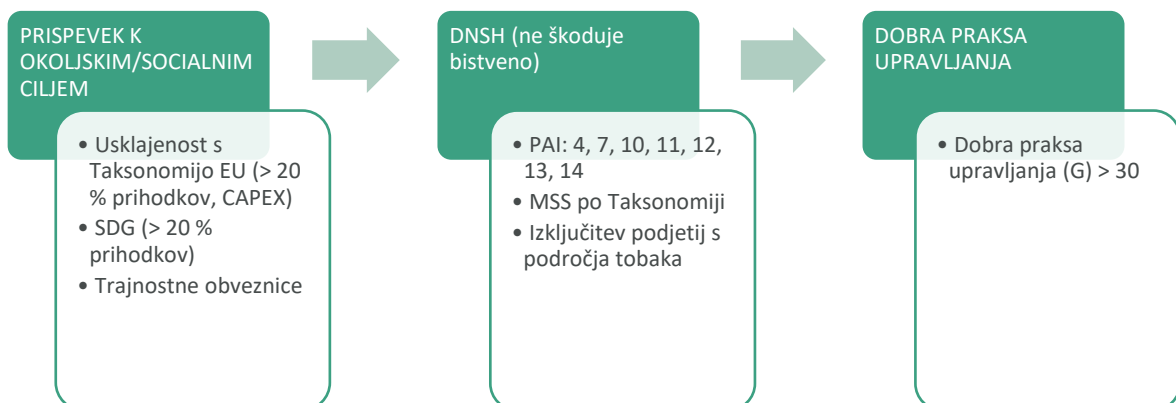 PRISPEVEK K
OKOLJSKIM/SOCIALNIM
CILJEM
• Usklajenost s
Taksonomijo EU (> 20
% prihodkov, CAPEX)
• SDG (> 20 %
prihodkov)
• Trajnostne obveznice
DNSH (ne škoduje
bistveno)
• PAI: 4, 7, 10, 11, 12,
13, 14
• MSS po Taksonomiji
• Izključitev podjetij s
področja tobaka
DOBRA PRAKSA
UPRAVLJANJA
• Dobra praksa
upravljanja (G) > 30